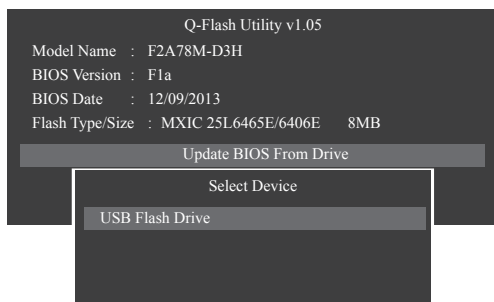 Q-Flash Utility v1.05
Model Name : F2A78M-D3H
BIOS Version : F1a
BIOS Date : 12/09/2013
Flash Type/Size : MXIC 25L6465E/6406E 8MB
Update BIOS From Drive
Select Device
USB Flash Drive